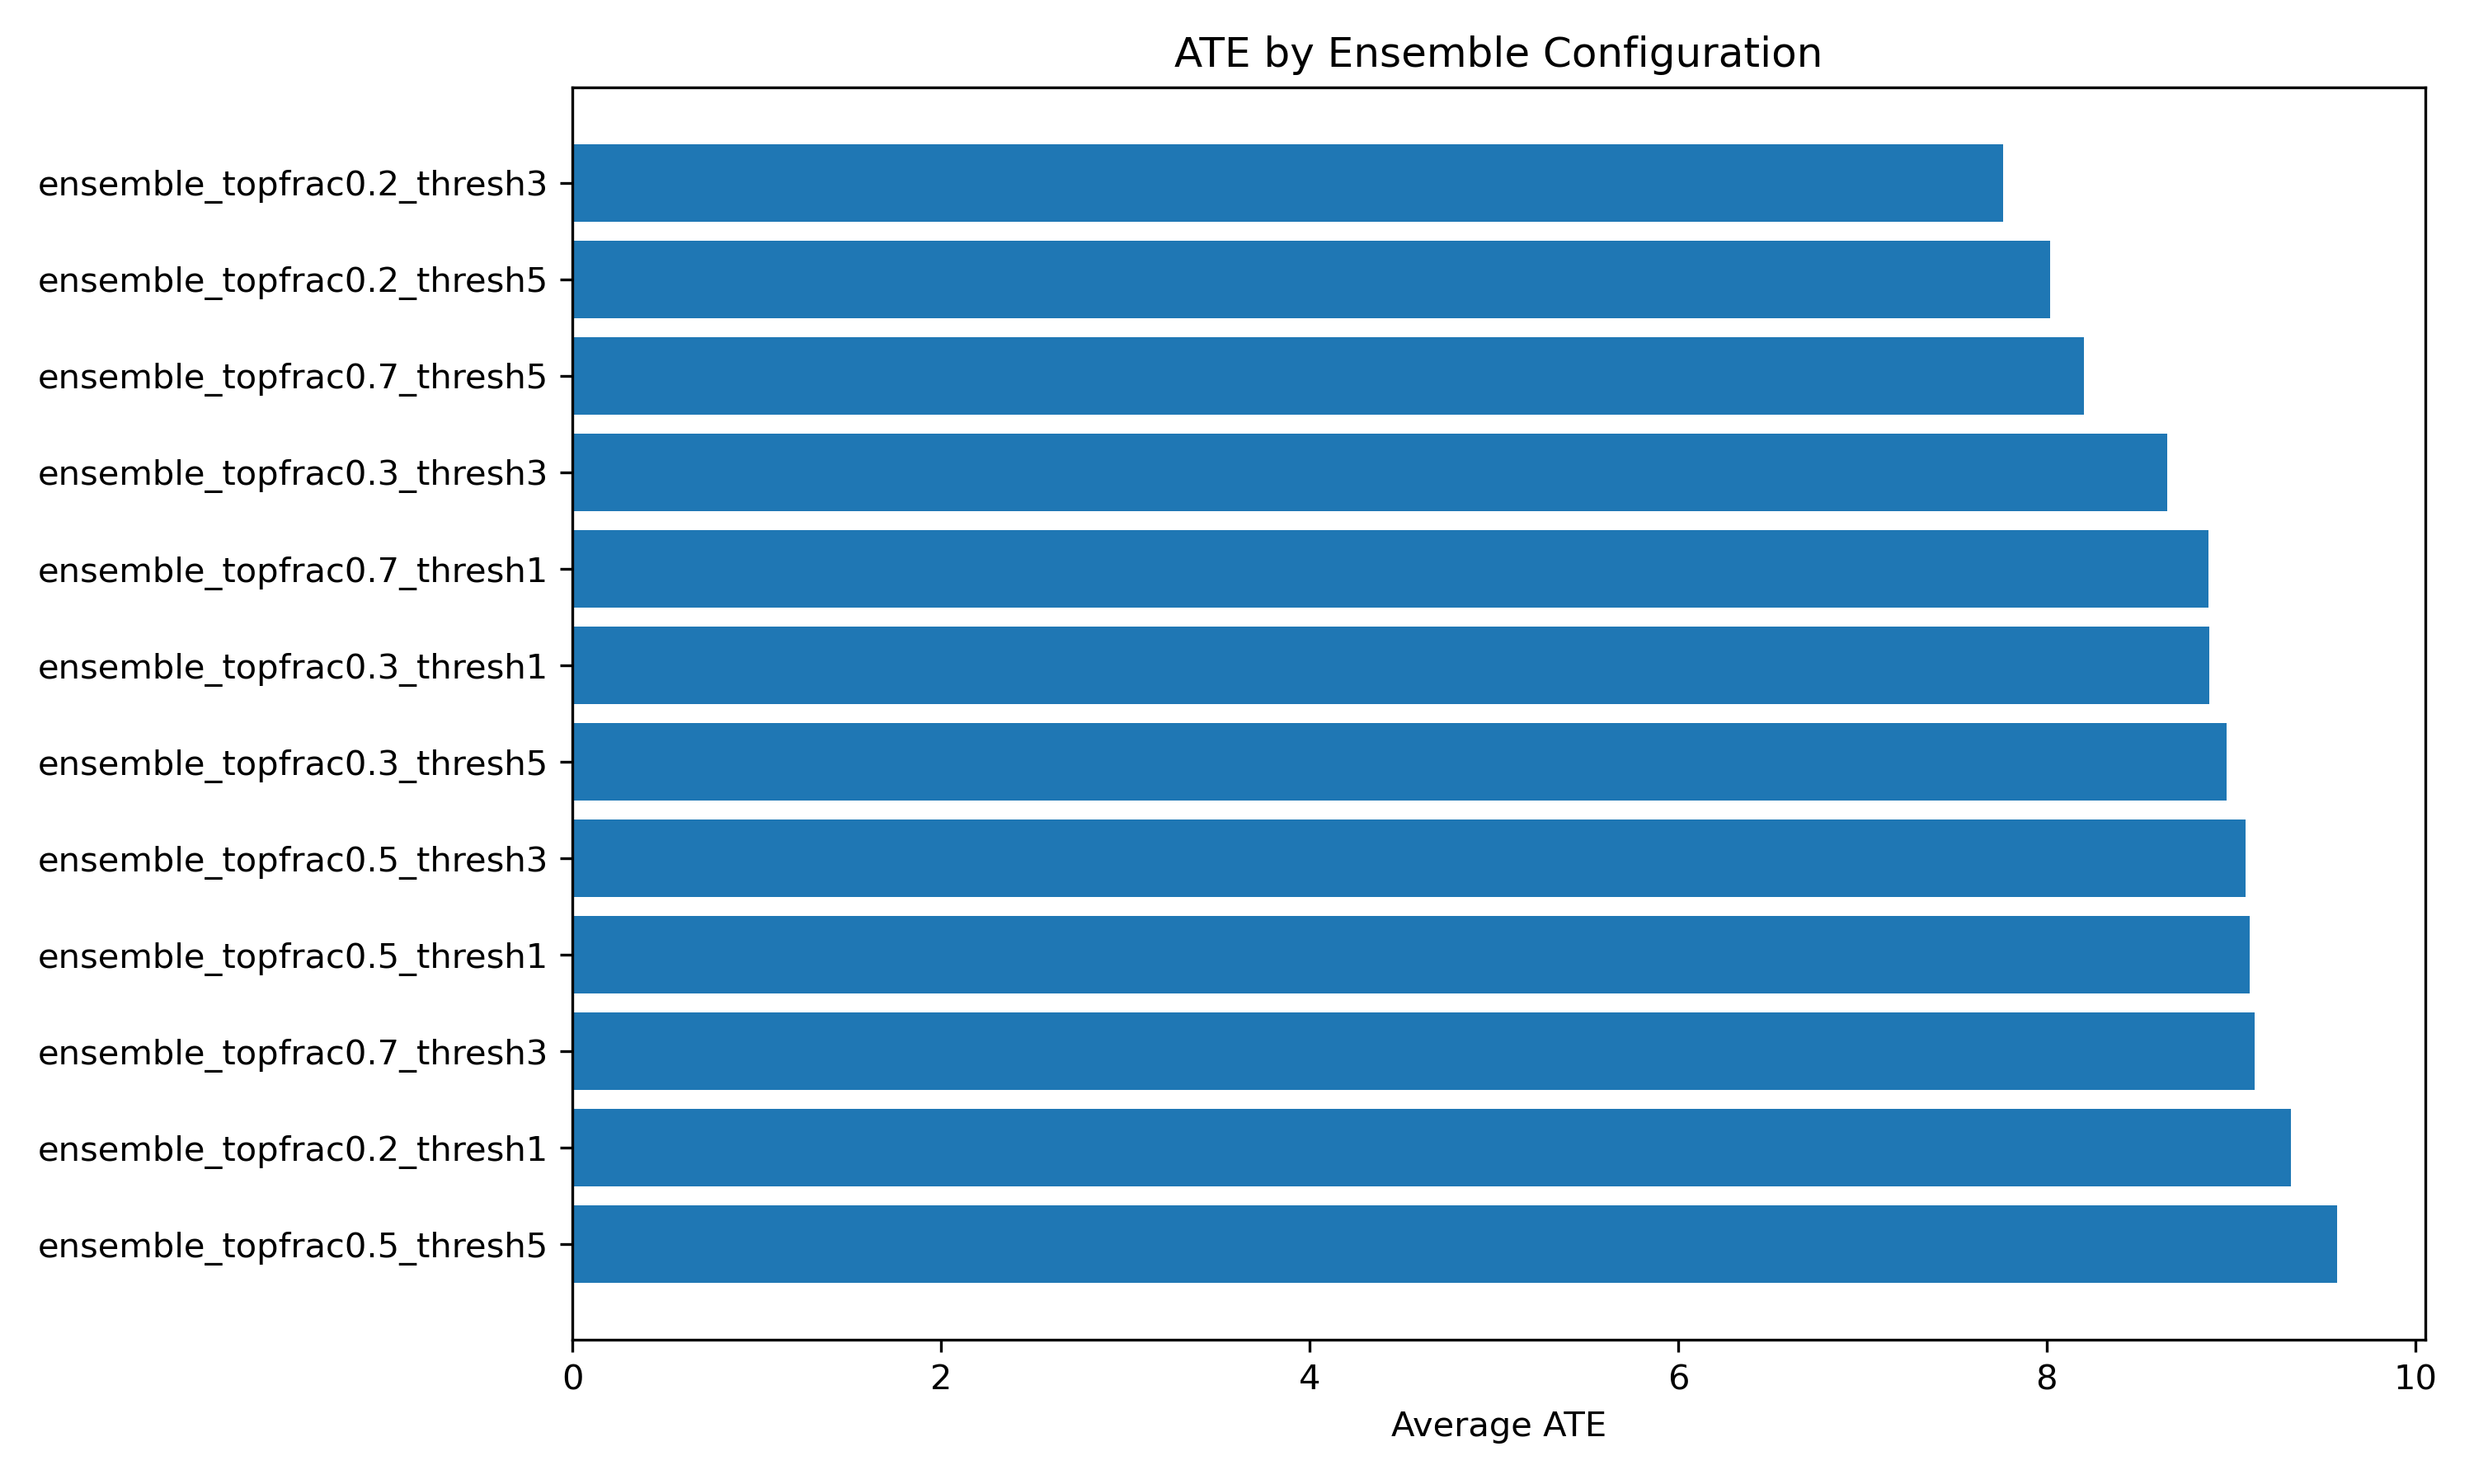 ATE by Ensemble Configuration
ensemble_topfrac0.2_thresh3
ensemble_topfrac0.2_thresh5
ensemble_topfrac0.7_thresh5
ensemble_topfrac0.3_thresh3
ensemble_topfrac0.7_thresh1
ensemble_topfrac0.3_thresh1
ensemble_topfrac0.3_thresh5
ensemble_topfrac0.5_thresh3
ensemble_topfrac0.5_thresh1
ensemble_topfrac0.7_thresh3
ensemble_topfrac0.2_thresh1
ensemble_topfrac0.5_thresh5
0 2 4 6 8 10
Average ATE